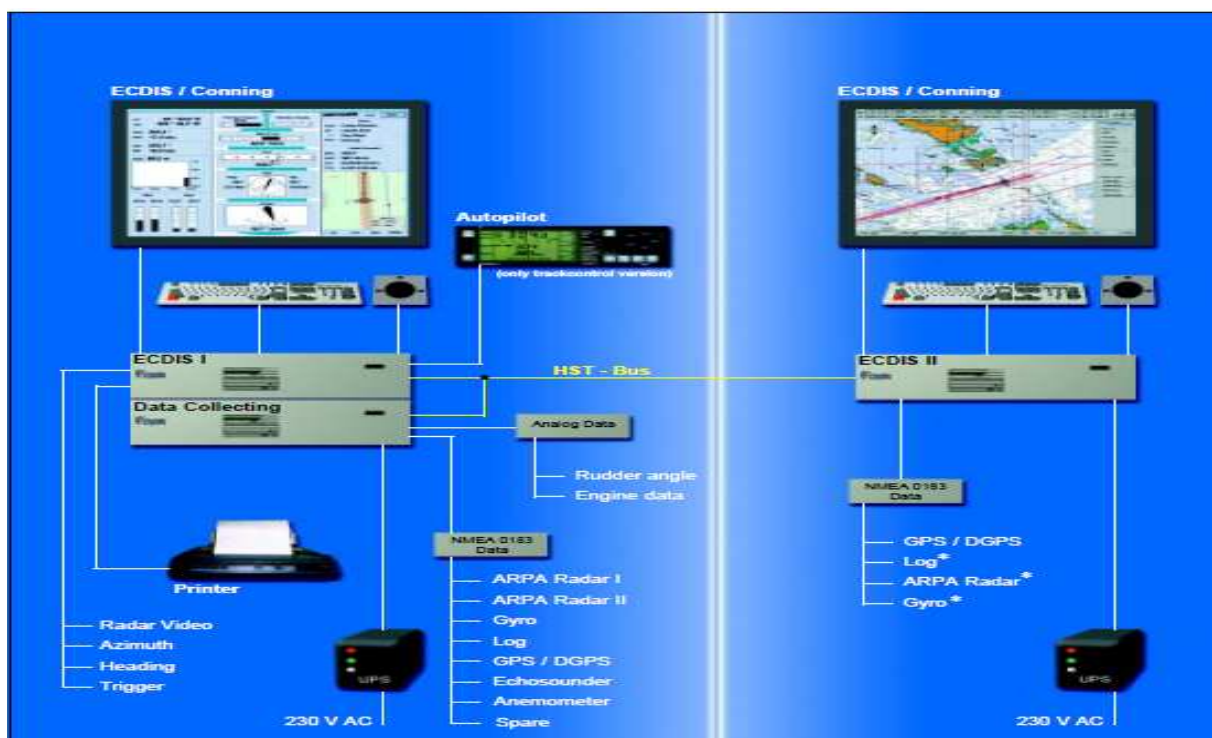 ECDIS / Conning
Autopilot
(only trackcontrol version)
ECDIS I
Data Collecting
HST - Bus
Analog Data
Rudder angle
Engine data
NMEA 0183
Data
ARPA Radar I
ARPA Radar II
Gyro
Log
GPS / DGPS
Echosounder
Anemometer
Spare
Printer
Radar Video
Azimuth
Heading
Trigger
UPS
230 V AC
ECDIS / Conning
ECDIS II
NMEA 0183
Data
GPS / DGPS
Log*
ARPA Radar*
Gyro*
UPS
230 V AC